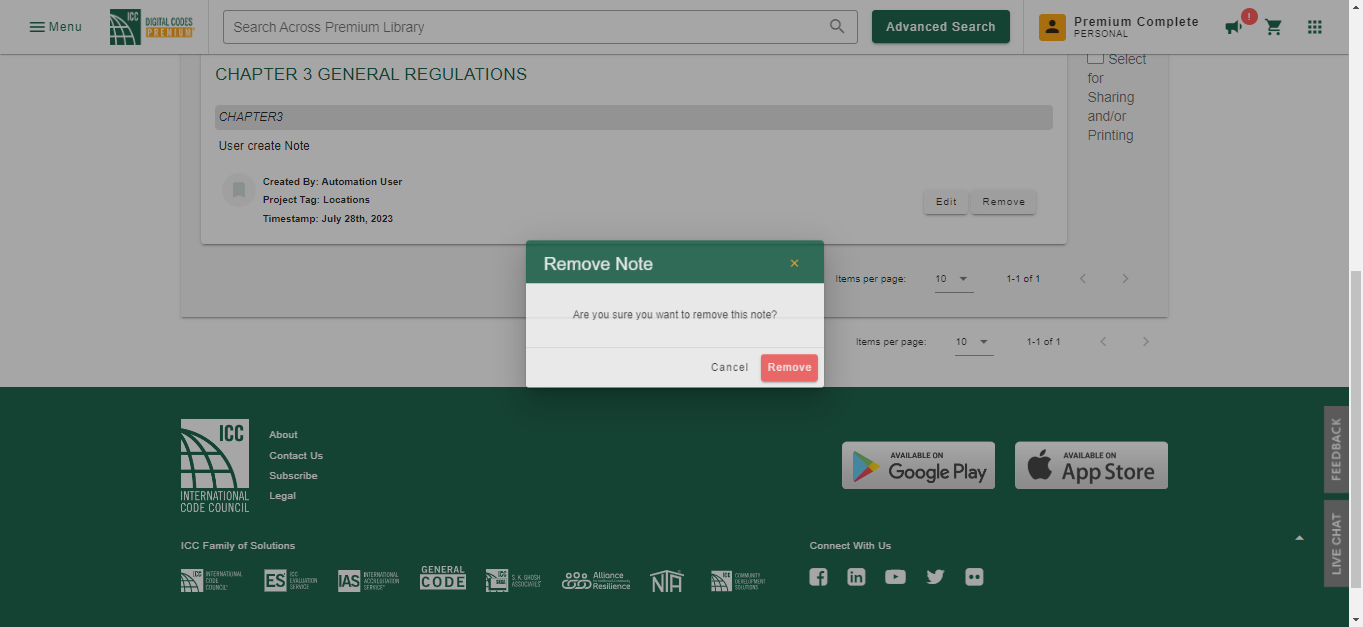 Menu
ICC
DIGITAL CODES
PREMIUM
Search Across Premium Library
Advanced Search
Premium Complete
PERSONAL
!
CHAPTER 3 GENERAL REGULATIONS
Select
for
Sharing
and/or
Printing
CHAPTER3
User create Note
Created By: Automation User
Project Tag: Locations
Timestamp: July 28th, 2023
Edit
Remove
Remove Note
×
Are you sure you want to remove this note?
Cancel
Remove
Items per page:
10
1-1 of 1
Items per page:
10
1-1 of 1
ICC
INTERNATIONAL
CODE COUNCIL
About
Contact Us
Subscribe
Legal
AVAILABLE ON
Google Play
AVAILABLE ON
App Store
FEEDBACK
LIVE CHAT
ICC Family of Solutions
Connect With Us
ICC INTERNATIONAL
CODE
COUNCIL
ES ICC
EVALUATION
SERVICE
IAS INTERNATIONAL
ACCREDITATION
SERVICE
GENERAL
CODE
S. K. GHOSH
ASSOCIATES
Alliance
Resilience
NTA
ICC COMMUNITY
DEVELOPMENT
SOLUTIONS